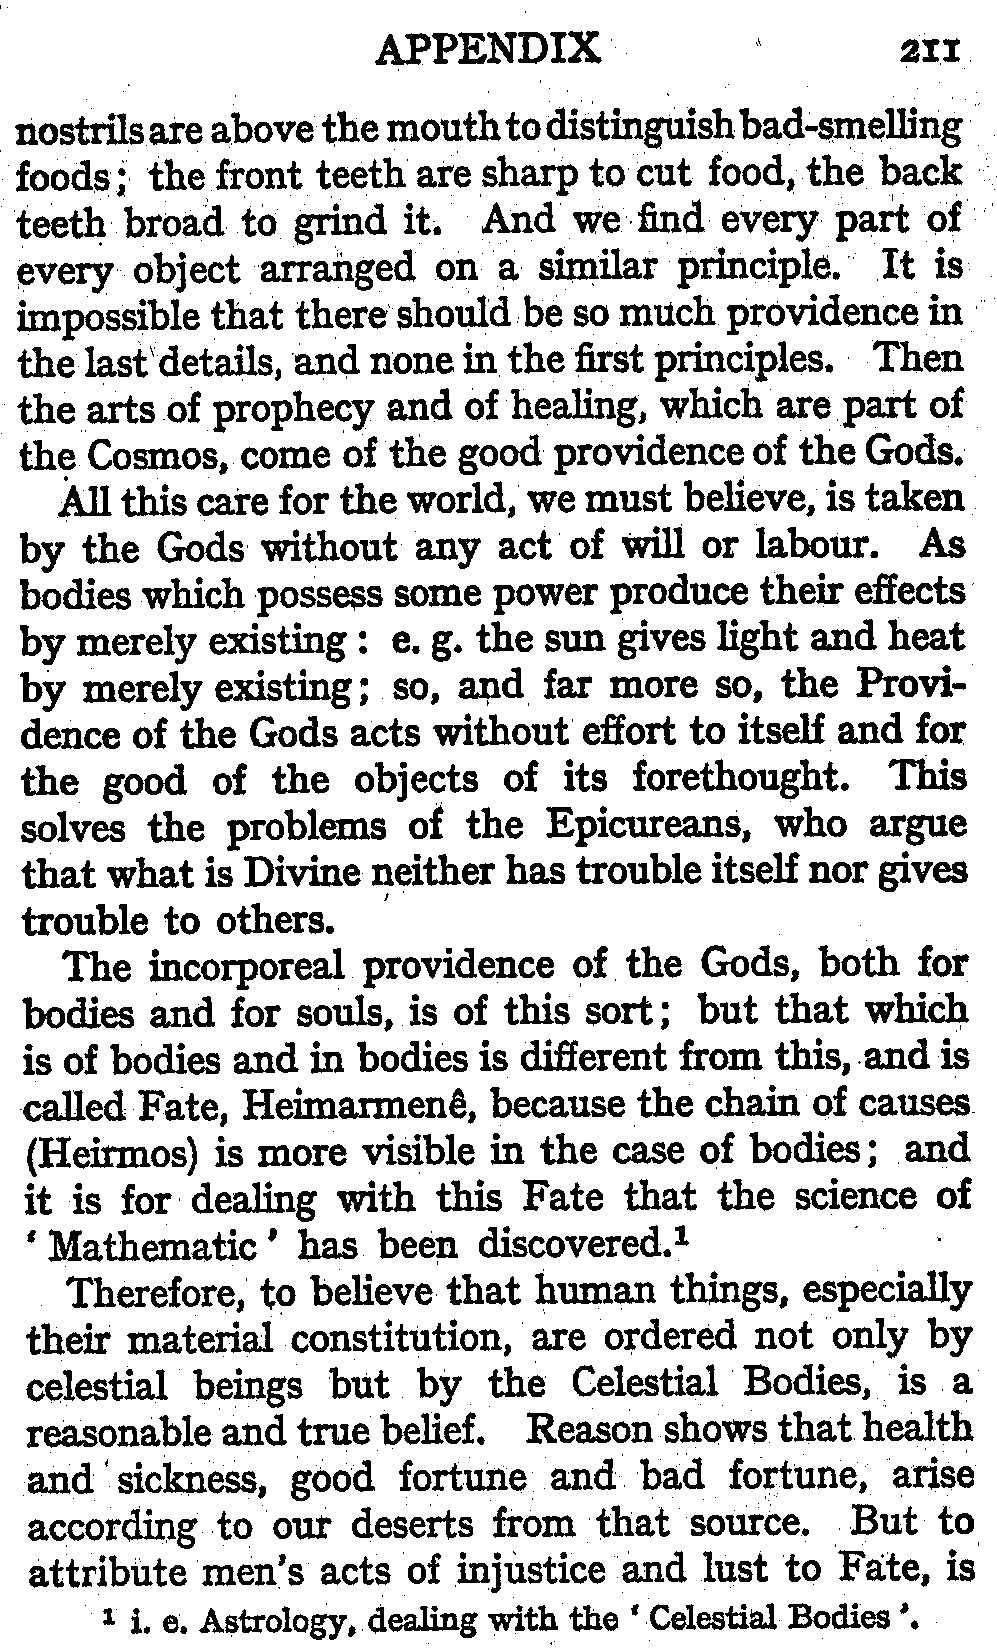 APPENDIX 211
nostrils are above the mouth to distinguish bad-smelling
foods; the front teeth are sharp to cut food, the back
teeth broad to grind it. And we find every part of
every object arranged on a similar principle. It is
impossible that there should be so much providence in
the last details, and none in the first principles. Then
the arts of prophecy and of healing, which are part of
the Cosmos, come of the good providence of the Gods.
All this care for the world, we must believe, is taken
by the Gods without any act of will or labour. As
bodies which possess some power produce their effects
by merely existing : e. g. the sun gives light and heat
by merely existing; so, and far more so, the Provi-
dence of the Gods acts without effort to itself and for
the good of the objects of its forethought. This
solves the problems of the Epicureans, who argue
that what is Divine neither has trouble itself nor gives
trouble to others.
The incorporeal providence of the Gods, both for
bodies and for souls, is of this sort; but that which
is of bodies and in bodies is different from this, and is
called Fate, Heimarmenê, because the chain of causes
(Heirmos) is more visible in the case of bodies; and
it is for dealing with this Fate that the science of
‘ Mathematic ’ has been discovered.¹
Therefore, to believe that human things, especially
their material constitution, are ordered not only by
celestial beings but by the Celestial Bodies, is a
reasonable and true belief. Reason shows that health
and sickness, good fortune and bad fortune, arise
according to our deserts from that source. But to
attribute men's acts of injustice and lust to Fate, is
¹ i. e. Astrology, dealing with the ‘ Celestial Bodies ’.